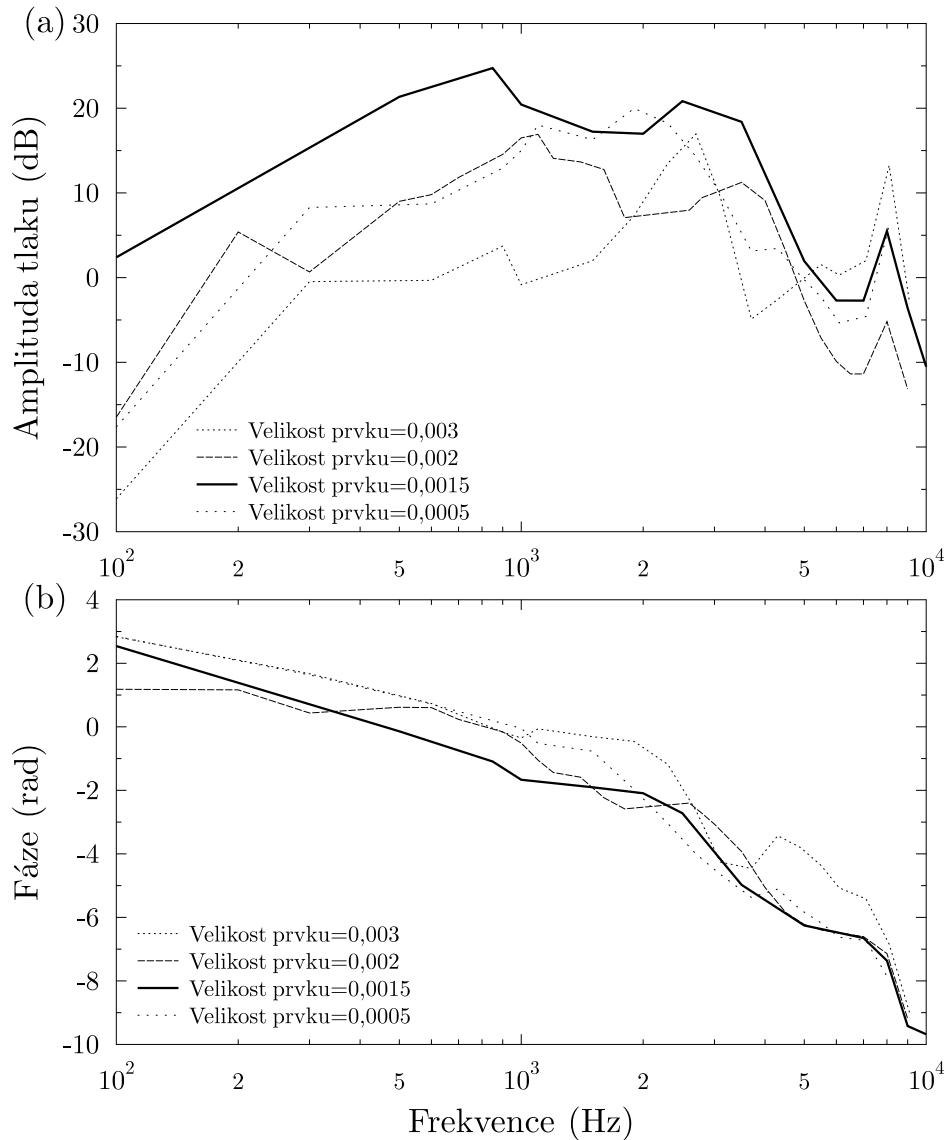 (a)
30
20
10
0
-10
-20
-30
Amplituda tlaku (dB)
Velikost prvku=0,003
Velikost prvku=0,002
Velikost prvku=0,0015
Velikost prvku=0,0005
10² 2 5 10³ 2 5 10⁴
(b)
4
2
0
-2
-4
-6
-8
-10
Fáze (rad)
Velikost prvku=0,003
Velikost prvku=0,002
Velikost prvku=0,0015
Velikost prvku=0,0005
10² 2 5 10³ 2 5 10⁴
Frekvence (Hz)